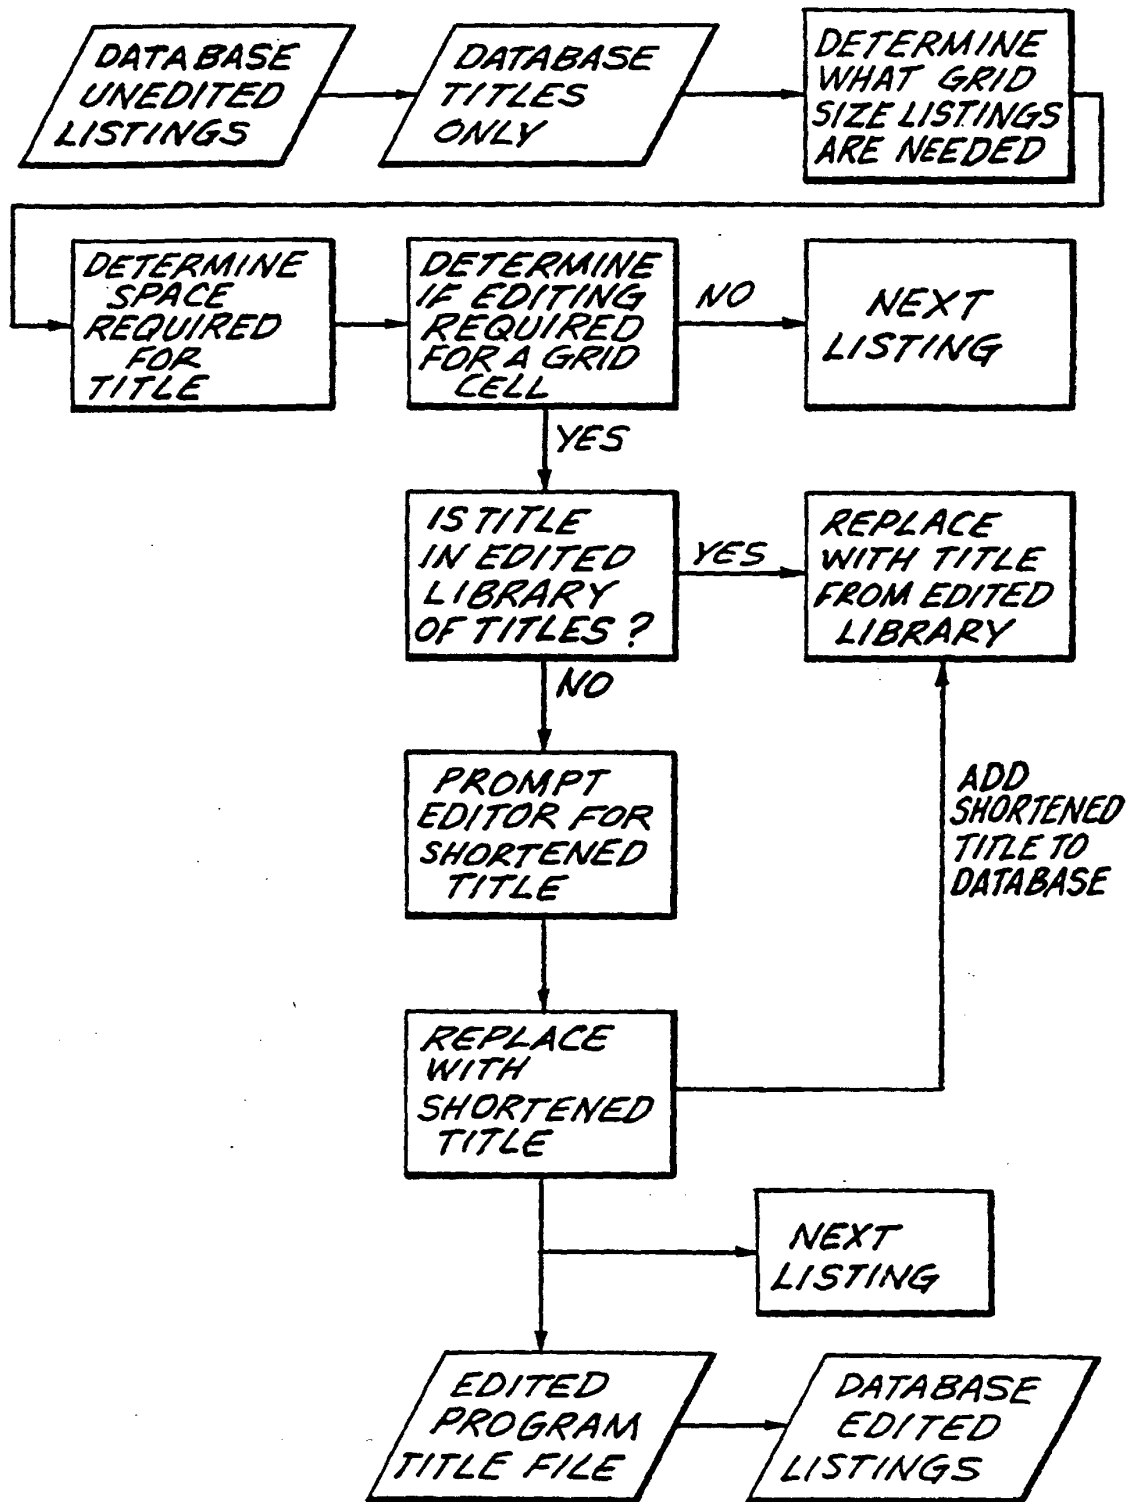 DATABASE
UNEDITED
LISTINGS
DATABASE
TITLES
ONLY
DETERMINE
WHAT GRID
SIZE LISTINGS
ARE NEEDED
DETERMINE
SPACE
REQUIRED
FOR
TITLE
DETERMINE
IF EDITING
REQUIRED
FOR A GRID
CELL
NO
NEXT
LISTING
YES
IS TITLE
IN EDITED
LIBRARY
OF TITLES ?
YES
REPLACE
WITH TITLE
FROM EDITED
LIBRARY
NO
PROMPT
EDITOR FOR
SHORTENED
TITLE
ADD
SHORTENED
TITLE TO
DATABASE
REPLACE
WITH
SHORTENED
TITLE
NEXT
LISTING
EDITED
PROGRAM
TITLE FILE
DATABASE
EDITED
LISTINGS